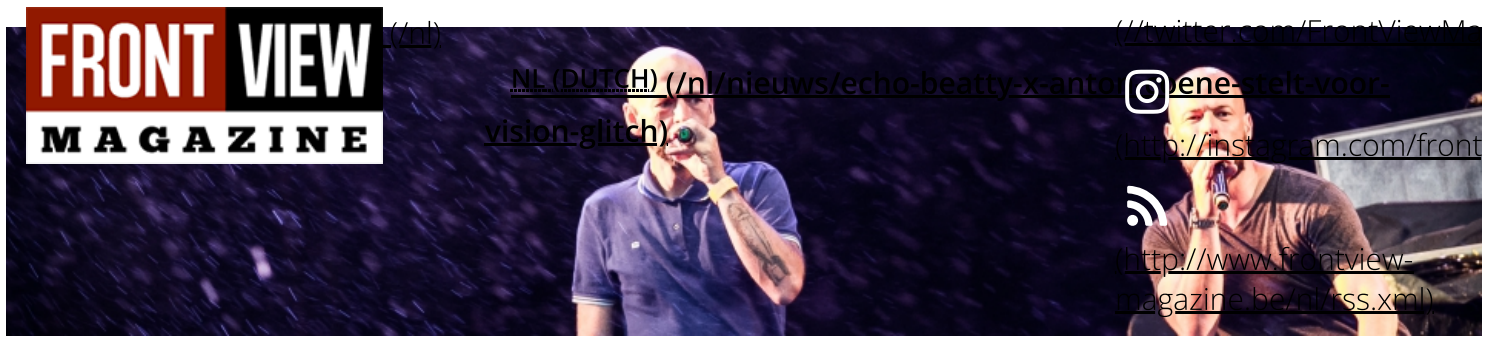 FRONT VIEW
MAGAZINE
(/nl)
NL (DUTCH) (/nl/nieuws/echo-beatty-x-anto
ene-stelt-voor-
vision-glitch)
(//twitter.com/FrontViewMa
(http://instagram.com/front
(http://www.frontview-
magazine.be/nl/rss.xml)